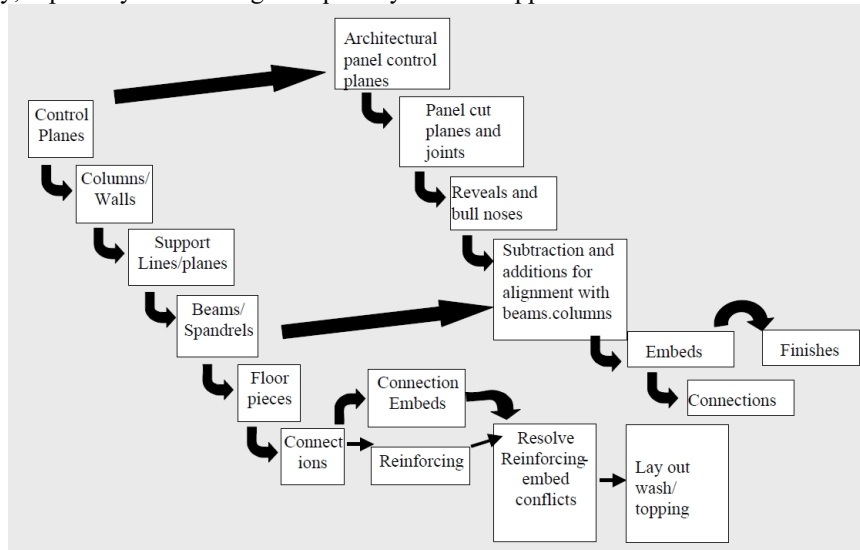 Architectural
panel control
planes
Control
Planes
Panel cut
planes and
joints
Columns/
Walls
Reveals and
bull noses
Support
Lines/planes
Subtraction and
additions for
alignment with
beams.columns
Beams/
Spandrels
Embeds
Finishes
Floor
pieces
Connection
Embeds
Connections
Connect
ions
Reinforcing
Resolve
Reinforcing-
embed
conflicts
Lay out
wash/
topping